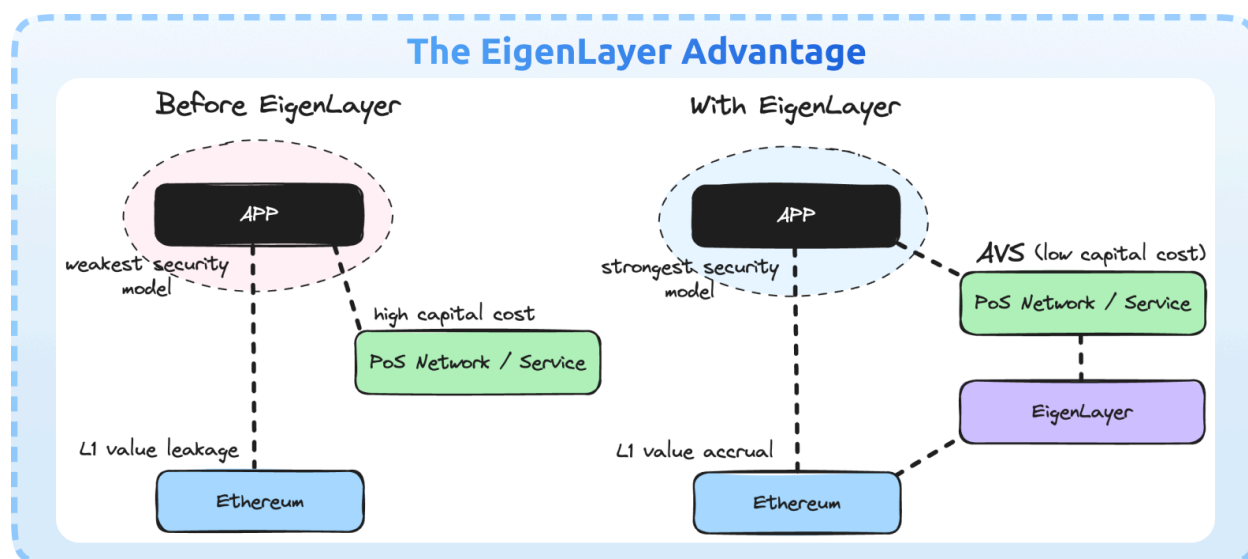 The EigenLayer Advantage
Before EigenLayer
APP
weakest security
model
high capital cost
PoS Network / Service
L1 value leakage
Ethereum
With EigenLayer
APP
strongest security
model
AVS (low capital cost)
PoS Network / Service
EigenLayer
L1 value accrual
Ethereum